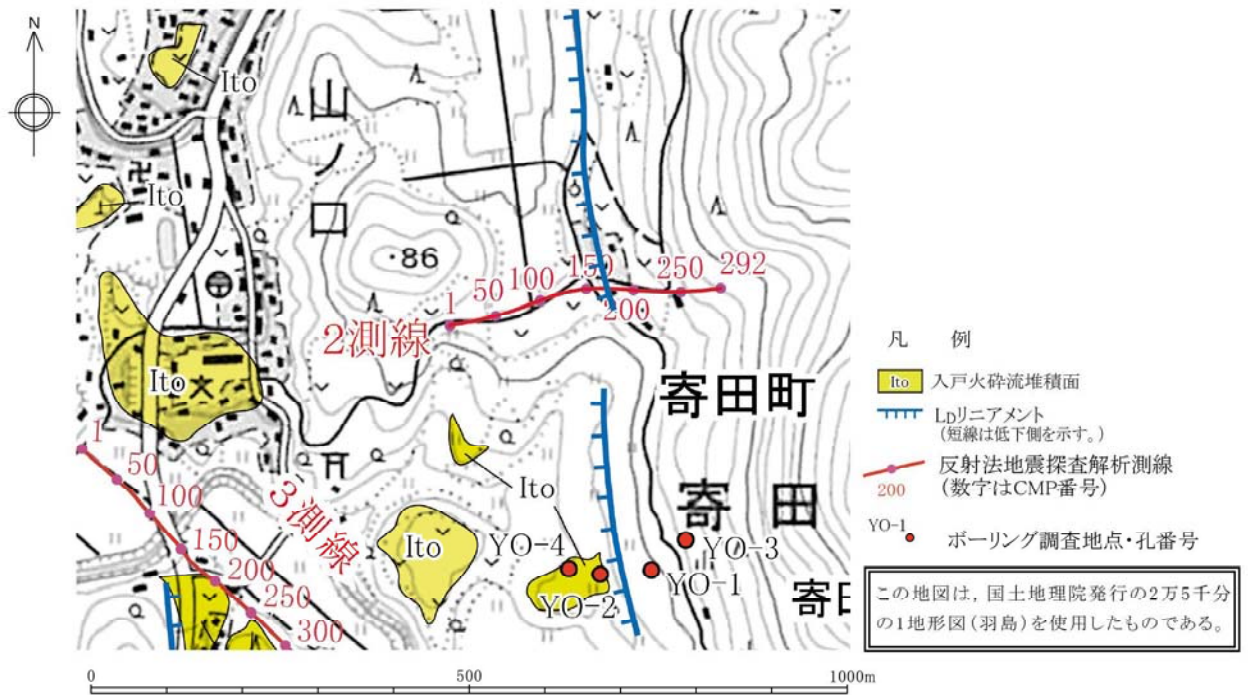 N
Ito
山
ノ
口
Ito
86
1
50
100
150
200
250
292
2測線
Ito
寄田町
1
50
100
150
200
250
300
3測線
Ito
Ito
寄田
YO-4
YO-2
YO-3
YO-1
寄
0
500
1000m
凡 例
Ito 入戸火砕流堆積面
LDリニアメント
(短線は低下側を示す。)
反射法地震探査解析測線
200 (数字はCMP番号)
YO-1 ボーリング調査地点・孔番号
この地図は，国土地理院発行の2万5千分
の1地形図(羽島)を使用したものである。